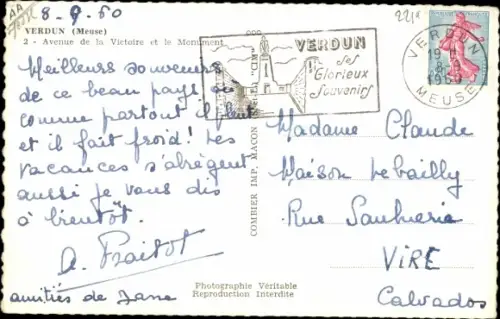 8-9-60
VERDUN (Meuse)
2 - Avenue de la Victoire et le Monument
Meilleurs souvenirs
de ce beau pays où
comme partout il pleut
et il fait froid! Les
vacances s'abrègent
aussi je vous dis
à bientôt.
amitiés de Jane
COMBIER IMP. MACON
VERDUN
ses
Glorieux
Souvenirs
VERDUN
MEUSE
Madame Claude
Maison Lebailly
Rue Saulnerie
VIRE
Calvados
Photographie Véritable
Reproduction Interdite